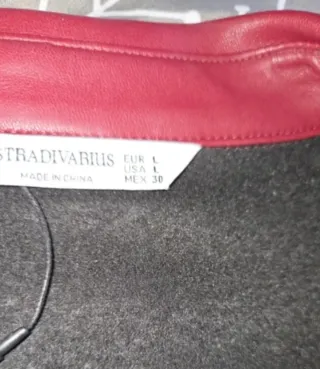 STRADIVARIUS
MADE IN CHINA
EUR L
USA L
MEX 30